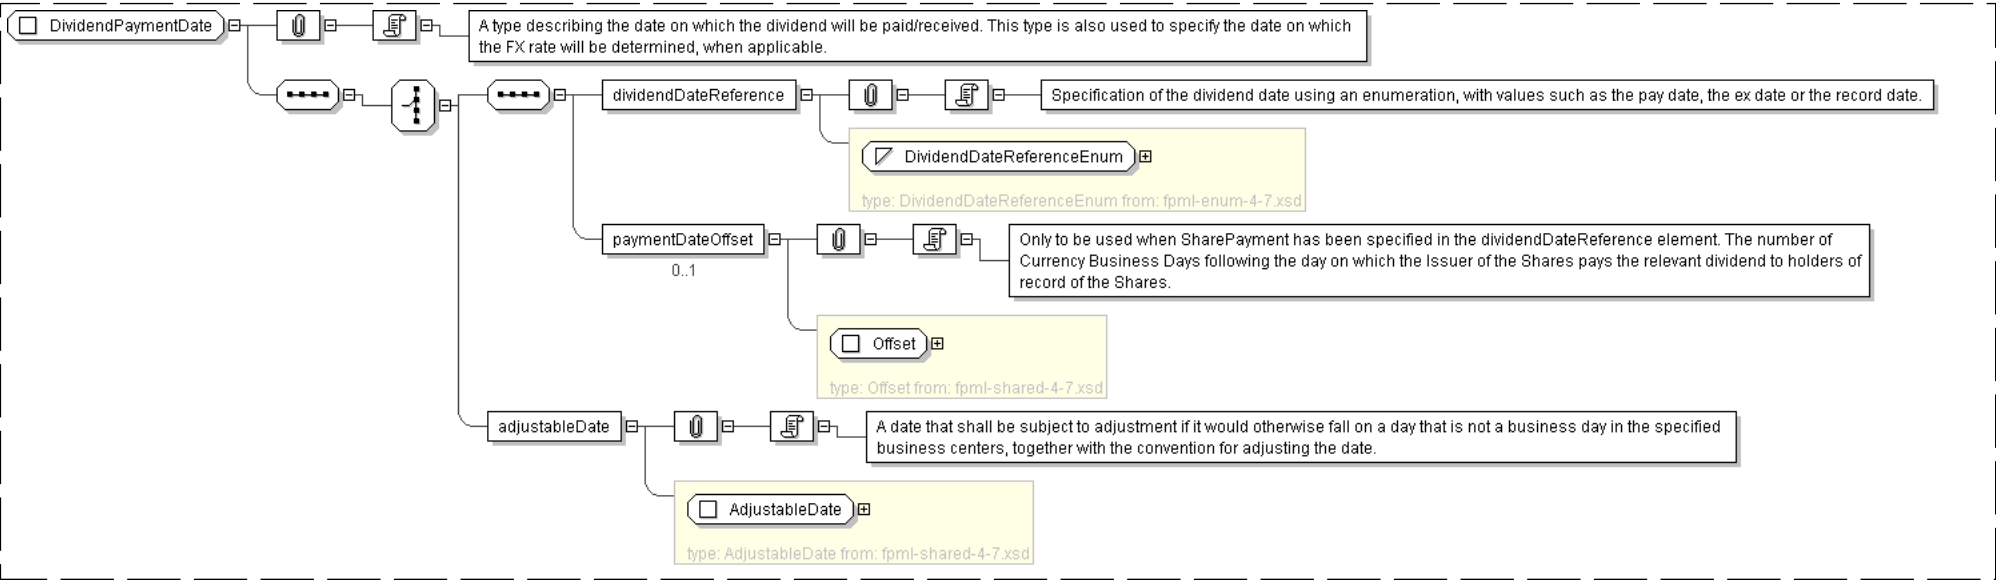 DividendPaymentDate
A type describing the date on which the dividend will be paid/received. This type is also used to specify the date on which
the FX rate will be determined, when applicable.
dividendDateReference
Specification of the dividend date using an enumeration, with values such as the pay date, the ex date or the record date.
DividendDateReferenceEnum
type: DividendDateReferenceEnum from: fpml-enum-4-7.xsd
paymentDateOffset
0..1
Only to be used when SharePayment has been specified in the dividendDateReference element. The number of
Currency Business Days following the day on which the Issuer of the Shares pays the relevant dividend to holders of
record of the Shares.
Offset
type: Offset from: fpml-shared-4-7.xsd
adjustableDate
A date that shall be subject to adjustment if it would otherwise fall on a day that is not a business day in the specified
business centers, together with the convention for adjusting the date.
AdjustableDate
type: AdjustableDate from: fpml-shared-4-7.xsd